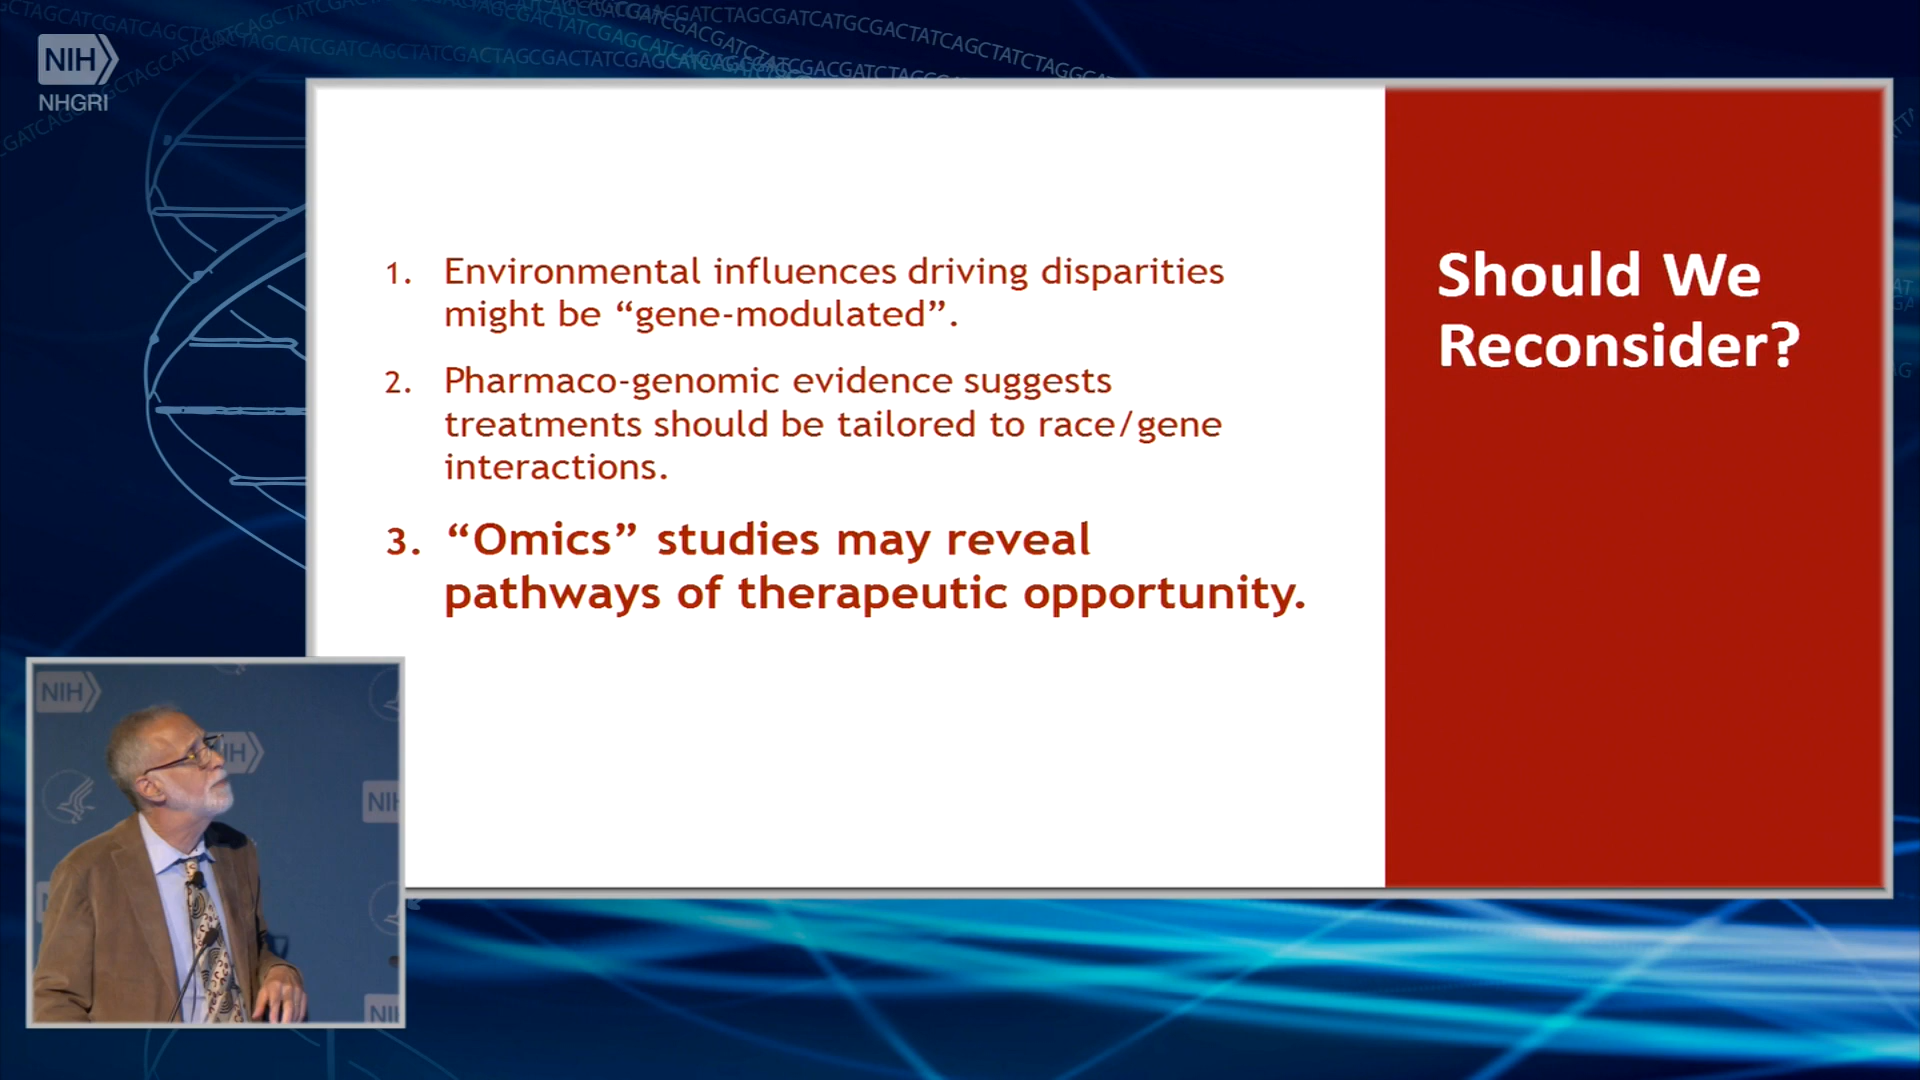 NIH
NHGRI
1. Environmental influences driving disparities
might be “gene-modulated”.
2. Pharmaco-genomic evidence suggests
treatments should be tailored to race/gene
interactions.
3. “Omics” studies may reveal
pathways of therapeutic opportunity.
Should We
Reconsider?
NIH